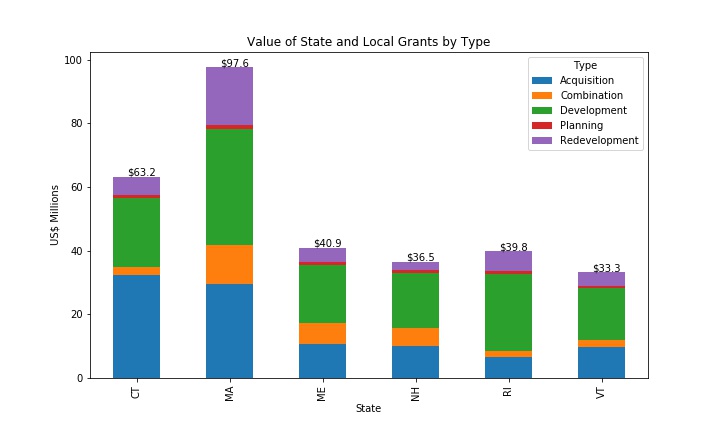 Value of State and Local Grants by Type
US$ Millions
100
80
60
40
20
0
$63.2
$97.6
$40.9
$36.5
$39.8
$33.3
Type
Acquisition
Combination
Development
Planning
Redevelopment
CT
MA
ME
NH
RI
VT
State